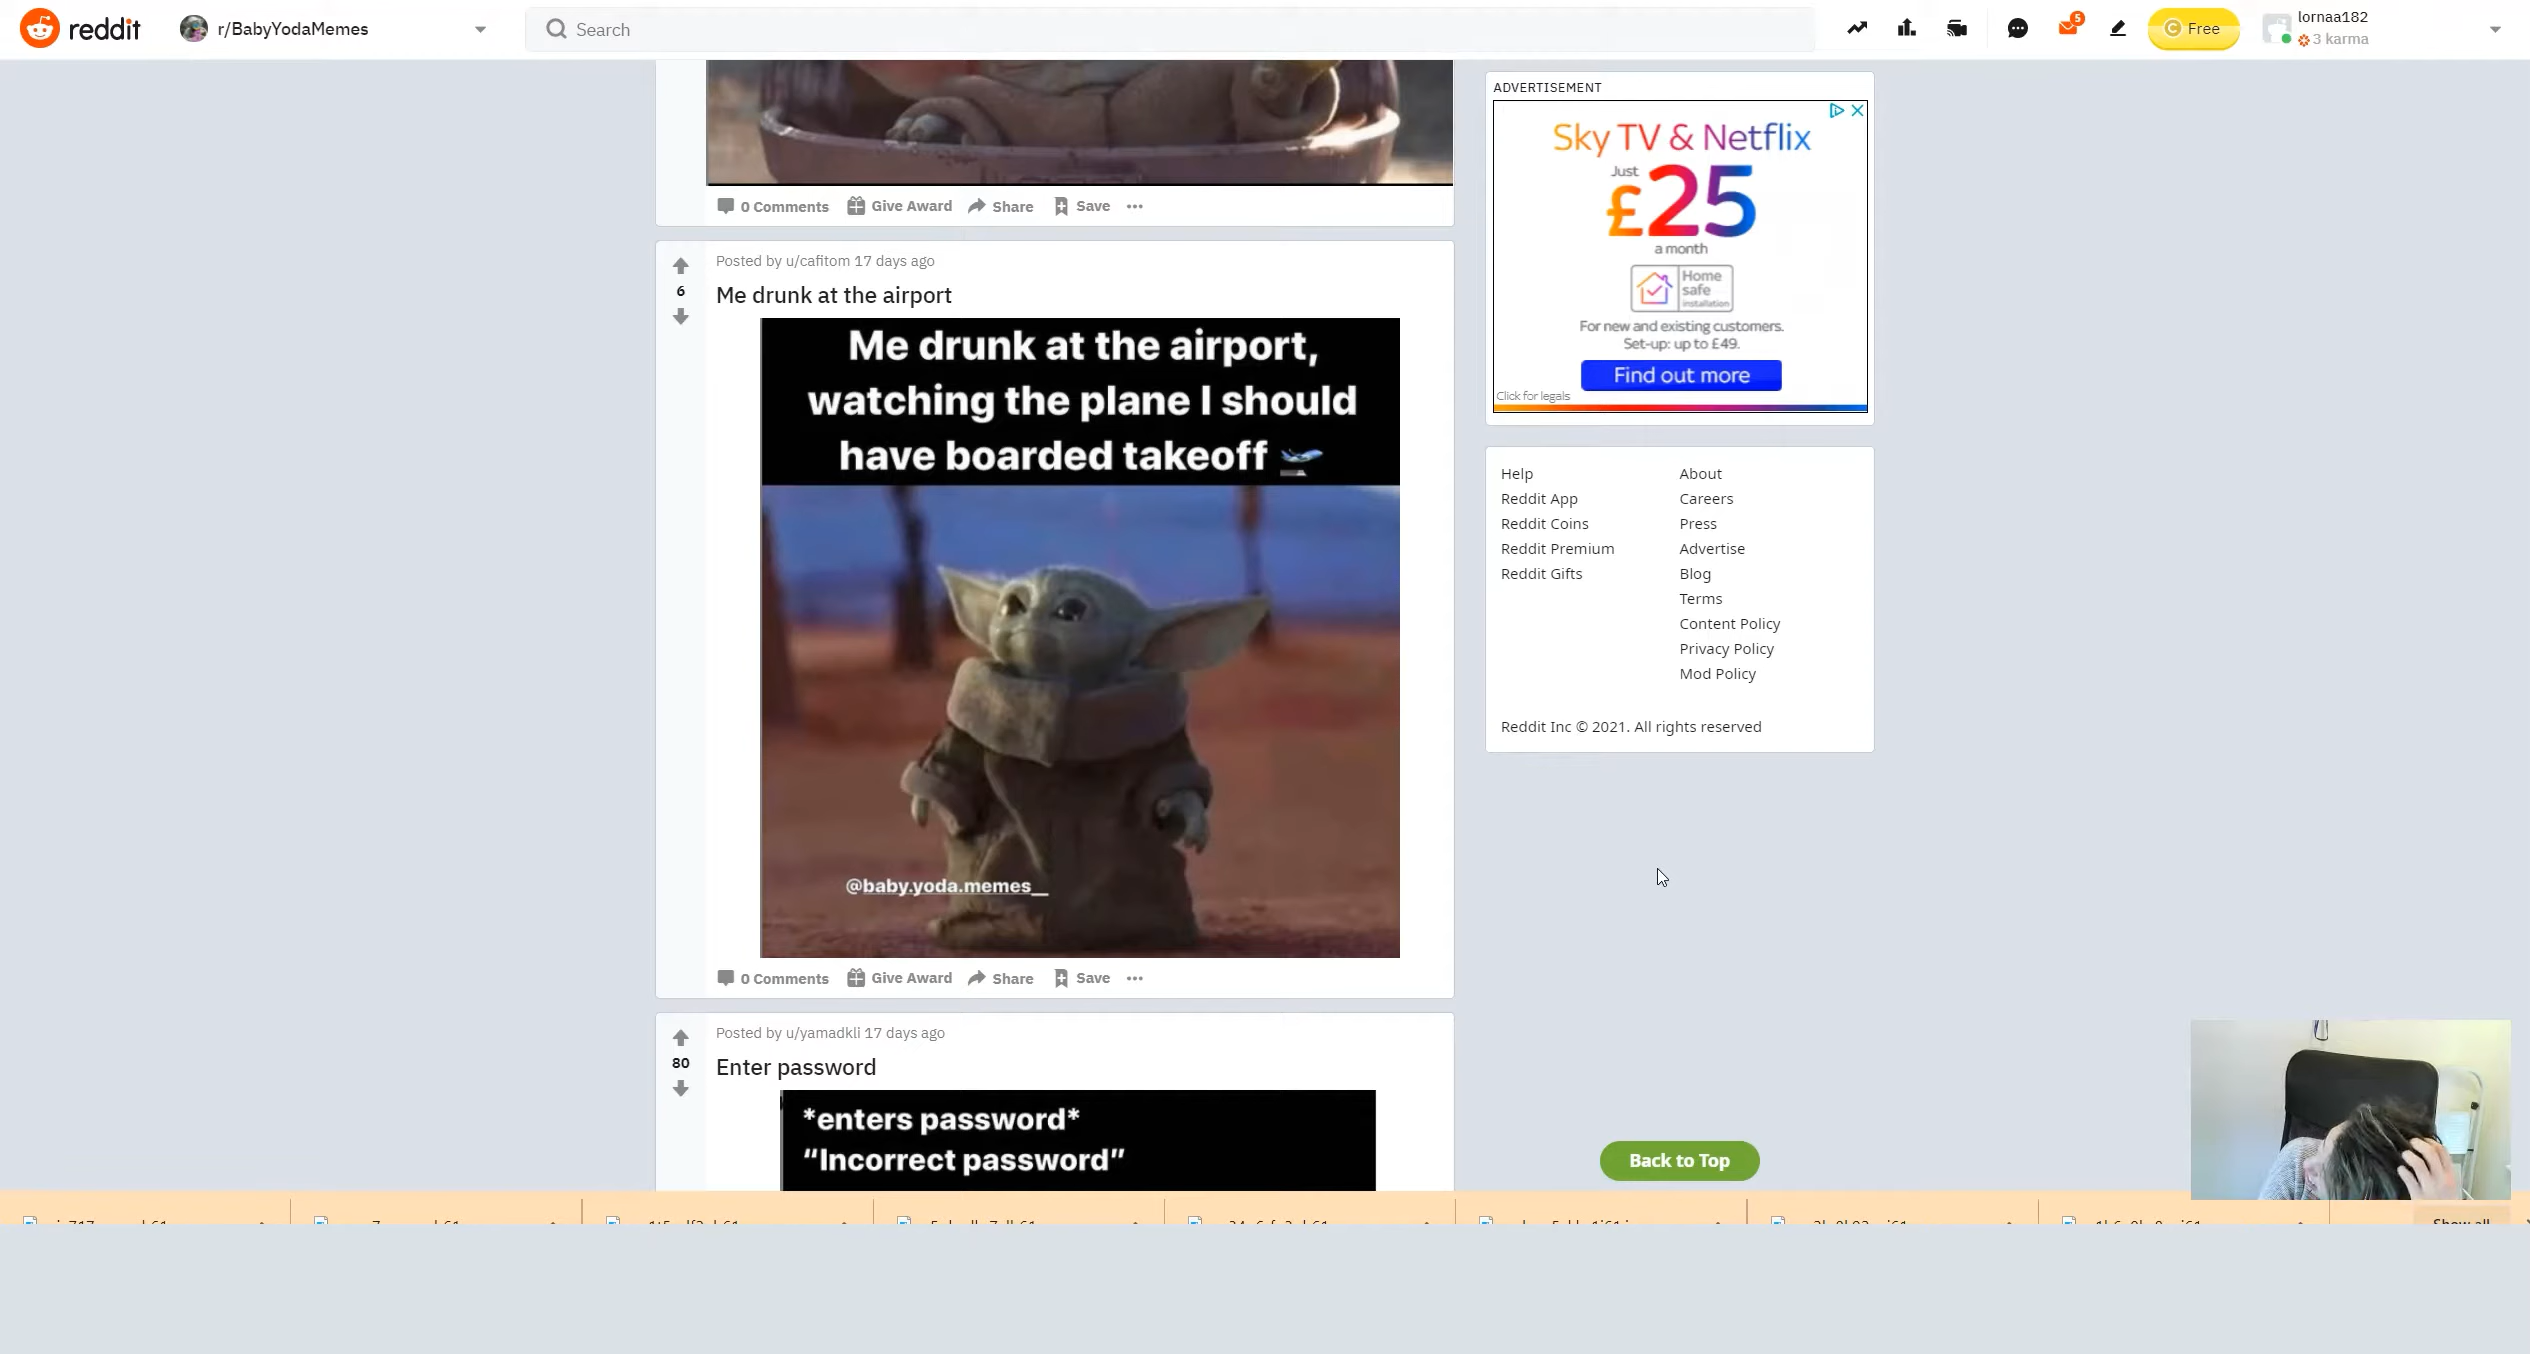 reddit
r/BabyYodaMemes
Search
5
Free
lornaa182
3 karma
0 Comments
Give Award
Share
Save
Posted by u/cafitom 17 days ago
6
Me drunk at the airport
Me drunk at the airport,
watching the plane I should
have boarded takeoff
@baby.yoda.memes__
0 Comments
Give Award
Share
Save
Posted by u/yamadkli 17 days ago
80
Enter password
*enters password*
“Incorrect password”
ADVERTISEMENT
Sky TV & Netflix
Just
£25
a month
Home
safe
installation
For new and existing customers.
Set-up: up to £49.
Find out more
Click for legals
Help
Reddit App
Reddit Coins
Reddit Premium
Reddit Gifts
About
Careers
Press
Advertise
Blog
Terms
Content Policy
Privacy Policy
Mod Policy
Reddit Inc © 2021. All rights reserved
Back to Top
Show all